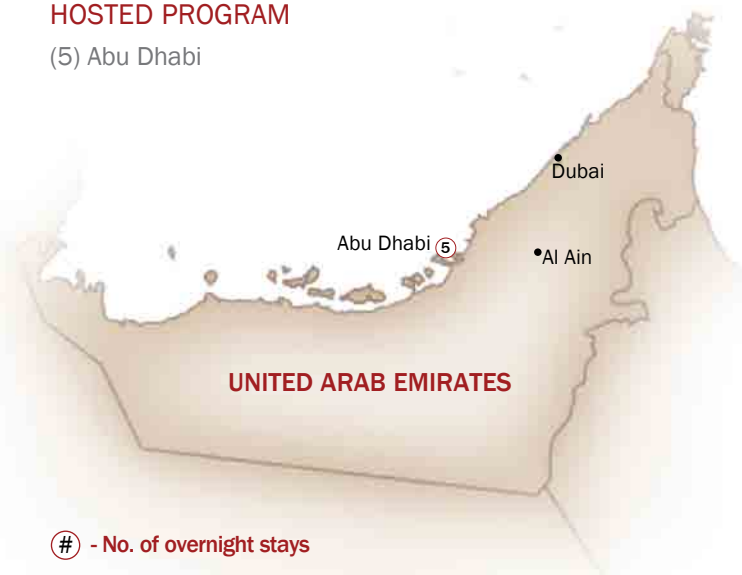 HOSTED PROGRAM
(5) Abu Dhabi
Dubai
Abu Dhabi 5
Al Ain
UNITED ARAB EMIRATES
# - No. of overnight stays